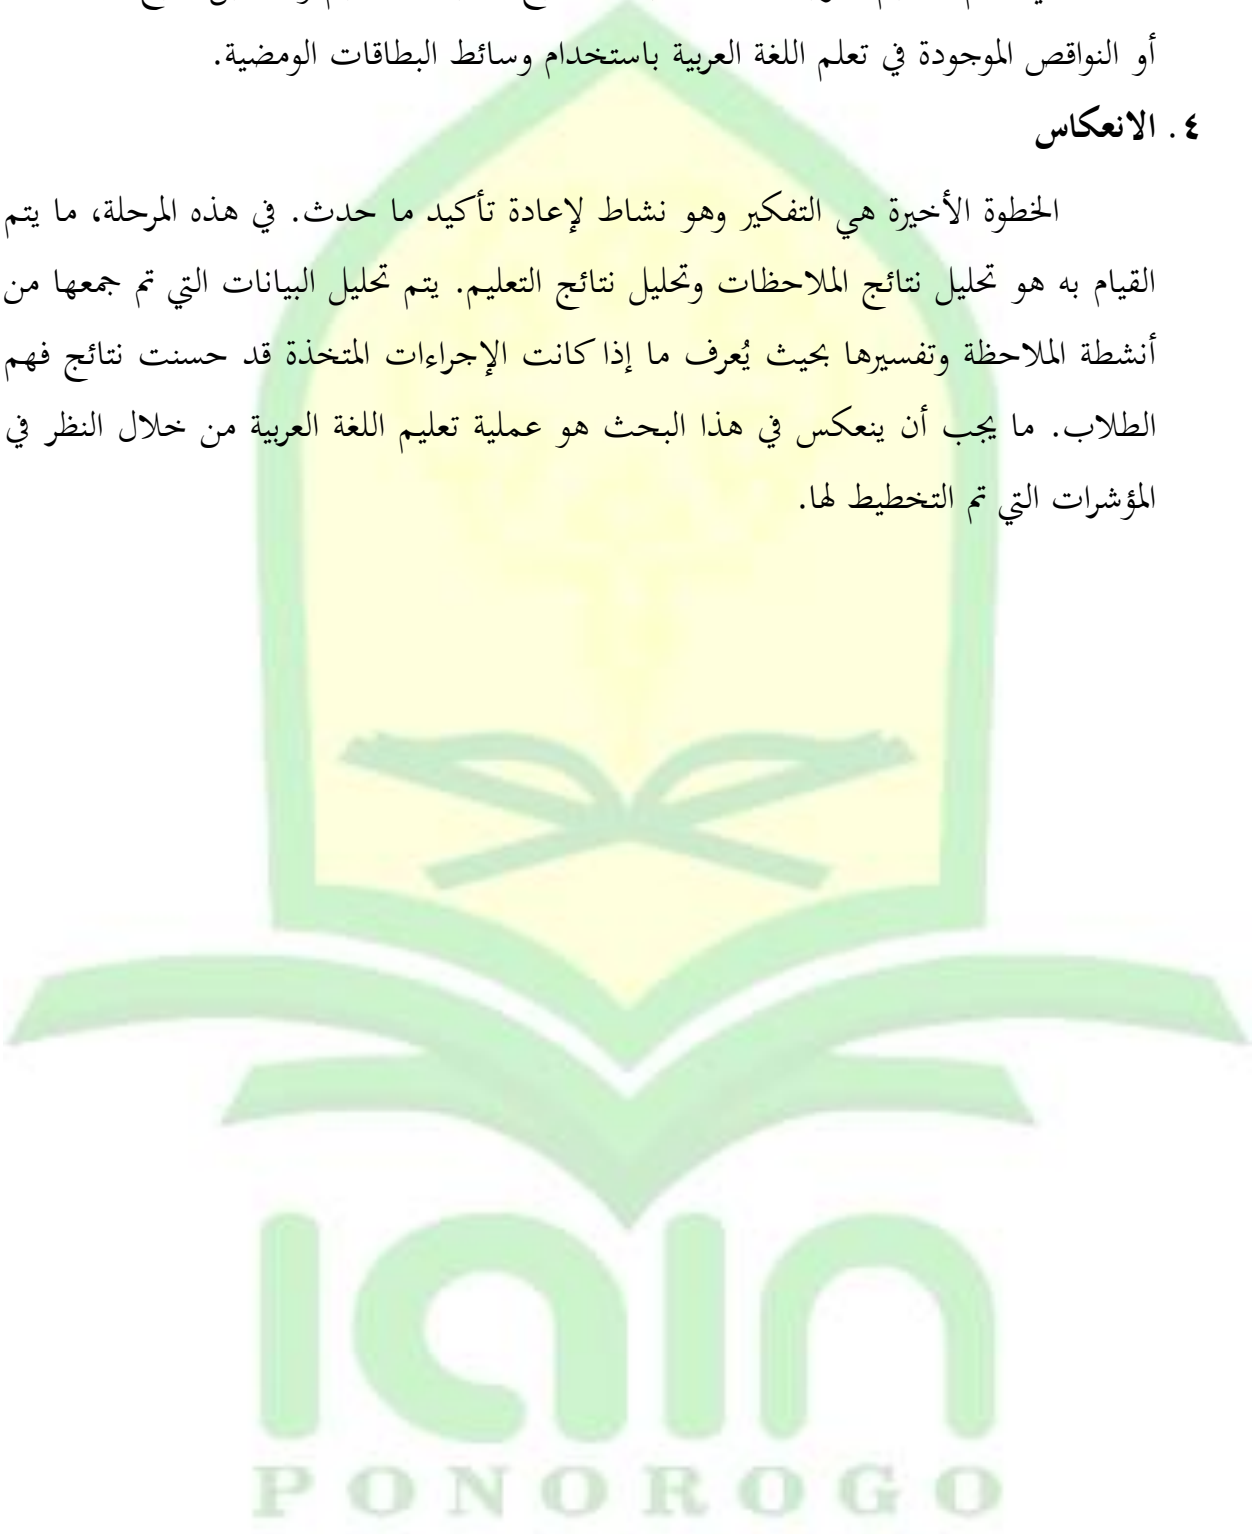 أو النواقص الموجودة في تعلم اللغة العربية باستخدام وسائط البطاقات الومضية.
٤. الانعكاس
الخطوة الأخيرة هي التفكير وهو نشاط لإعادة تأكيد ما حدث. في هذه المرحلة، ما يتم
القيام به هو تحليل نتائج الملاحظات وتحليل نتائج التعليم. يتم تحليل البيانات التي تم جمعها من
أنشطة الملاحظة وتفسيرها بحيث يُعرف ما إذا كانت الإجراءات المتخذة قد حسنت نتائج فهم
الطلاب. ما يجب أن ينعكس في هذا البحث هو عملية تعليم اللغة العربية من خلال النظر في
المؤشرات التي تم التخطيط لها.
iain
PONOROGO